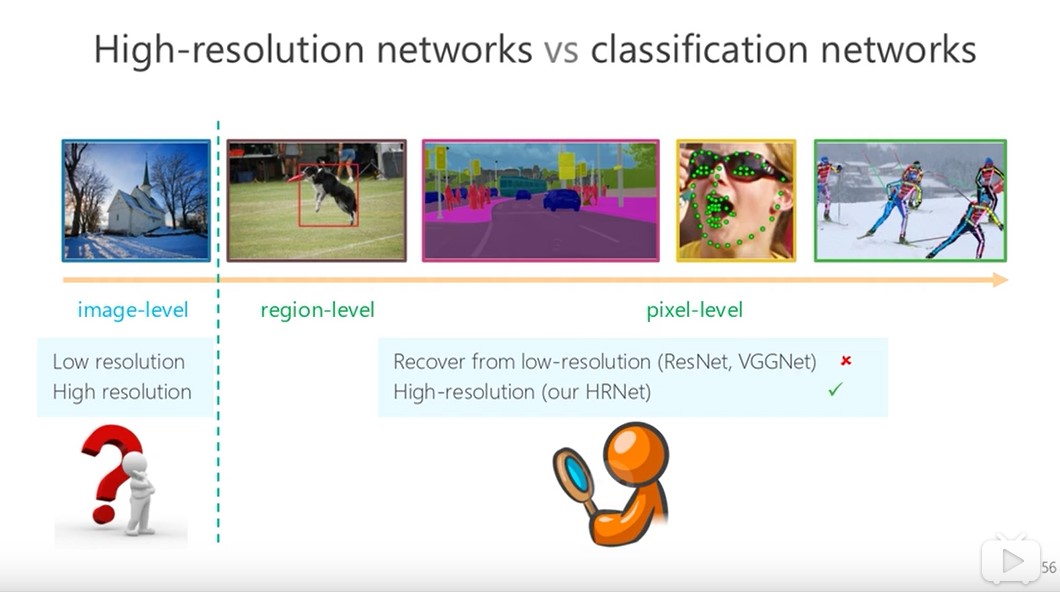 High-resolution networks vs classification networks
image-level
region-level
pixel-level
Low resolution
High resolution
Recover from low-resolution (ResNet, VGGNet) ✘
High-resolution (our HRNet) ✓
56